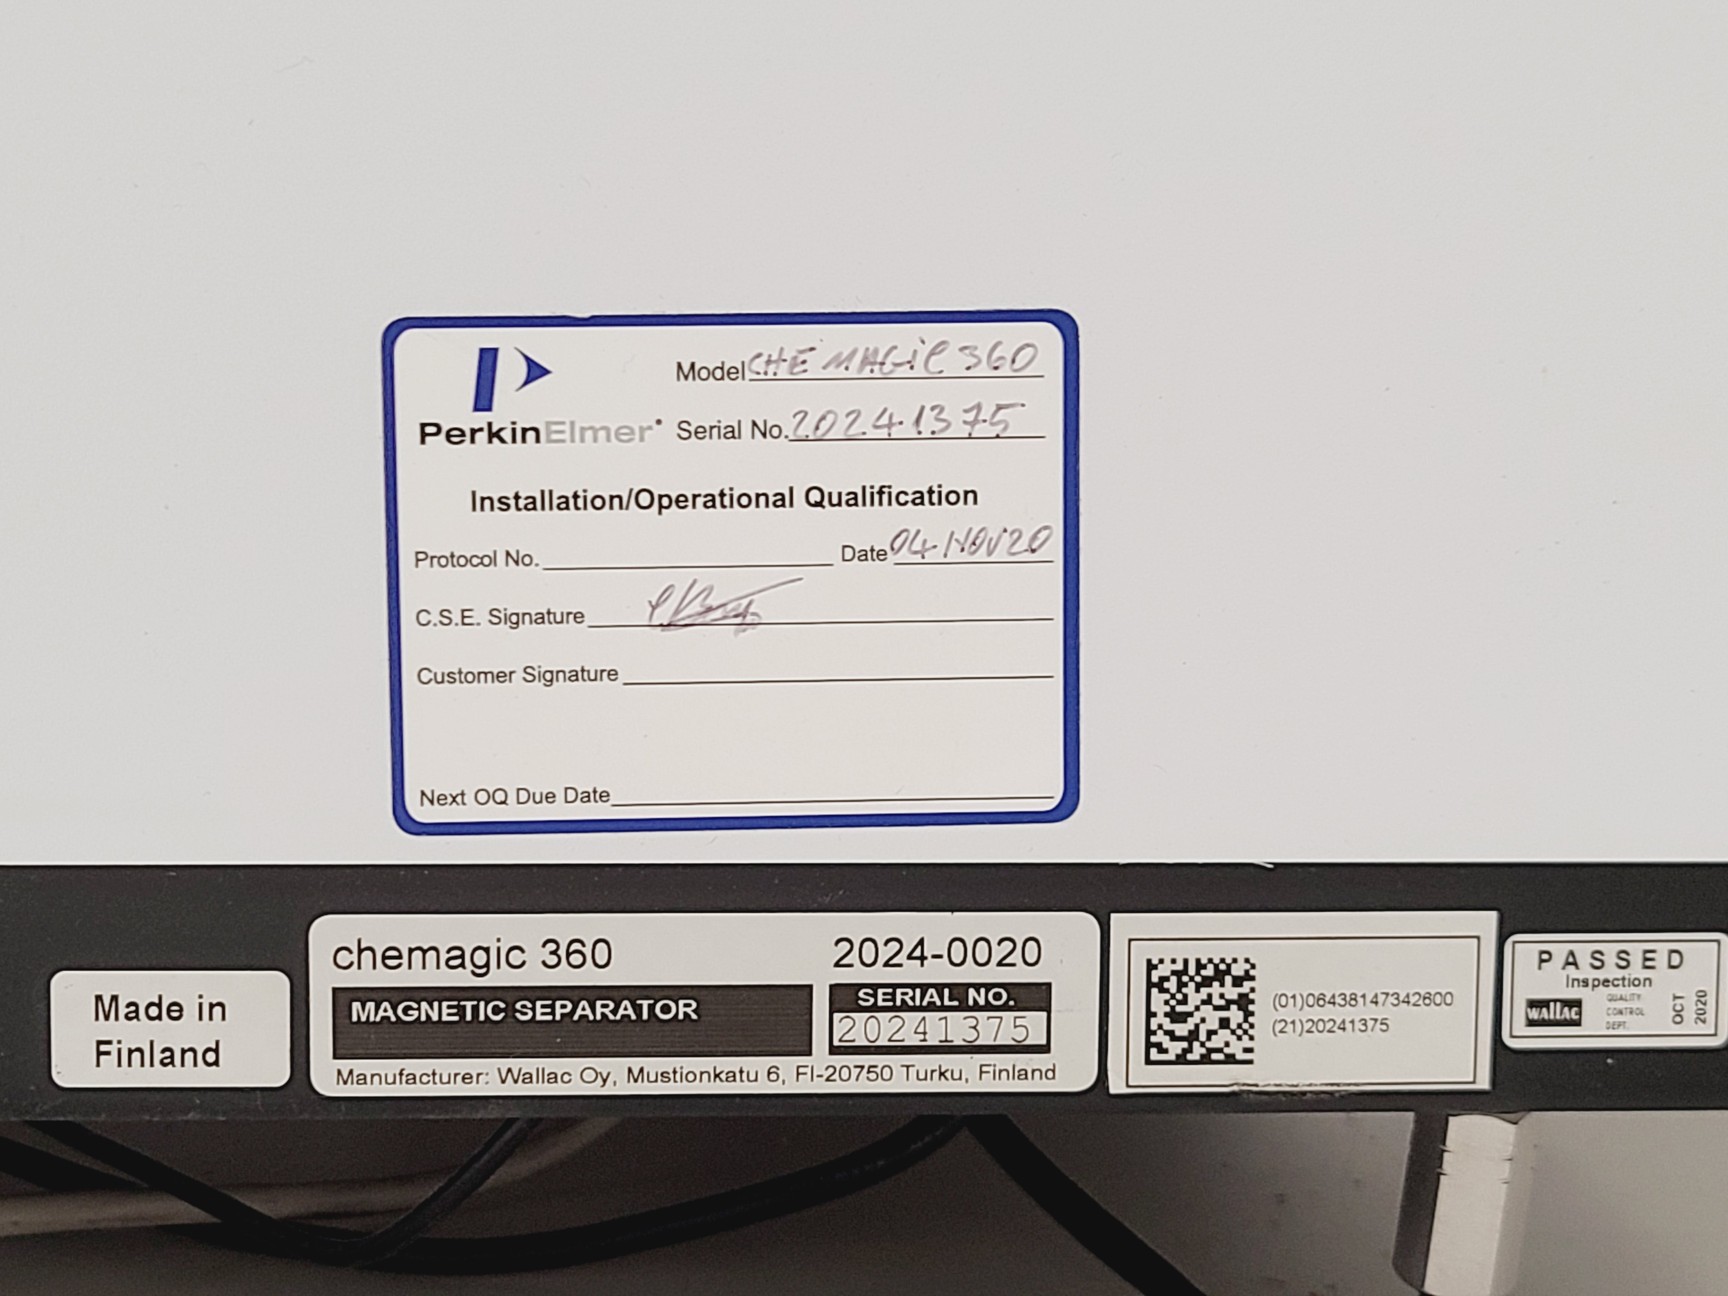 Model CHEMAGiC 360
PerkinElmer Serial No. 20241375
Installation/Operational Qualification
Protocol No. Date 04 Nov 20
C.S.E. Signature
Customer Signature
Next OQ Due Date
Made in
Finland
chemagic 360 2024-0020
MAGNETIC SEPARATOR
SERIAL NO.
20241375
Manufacturer: Wallac Oy, Mustionkatu 6, FI-20750 Turku, Finland
(01)06438147342600
(21)20241375
PASSED
Inspection
WALLAC
QUALITY
CONTROL
DEPT.
OCT
2020